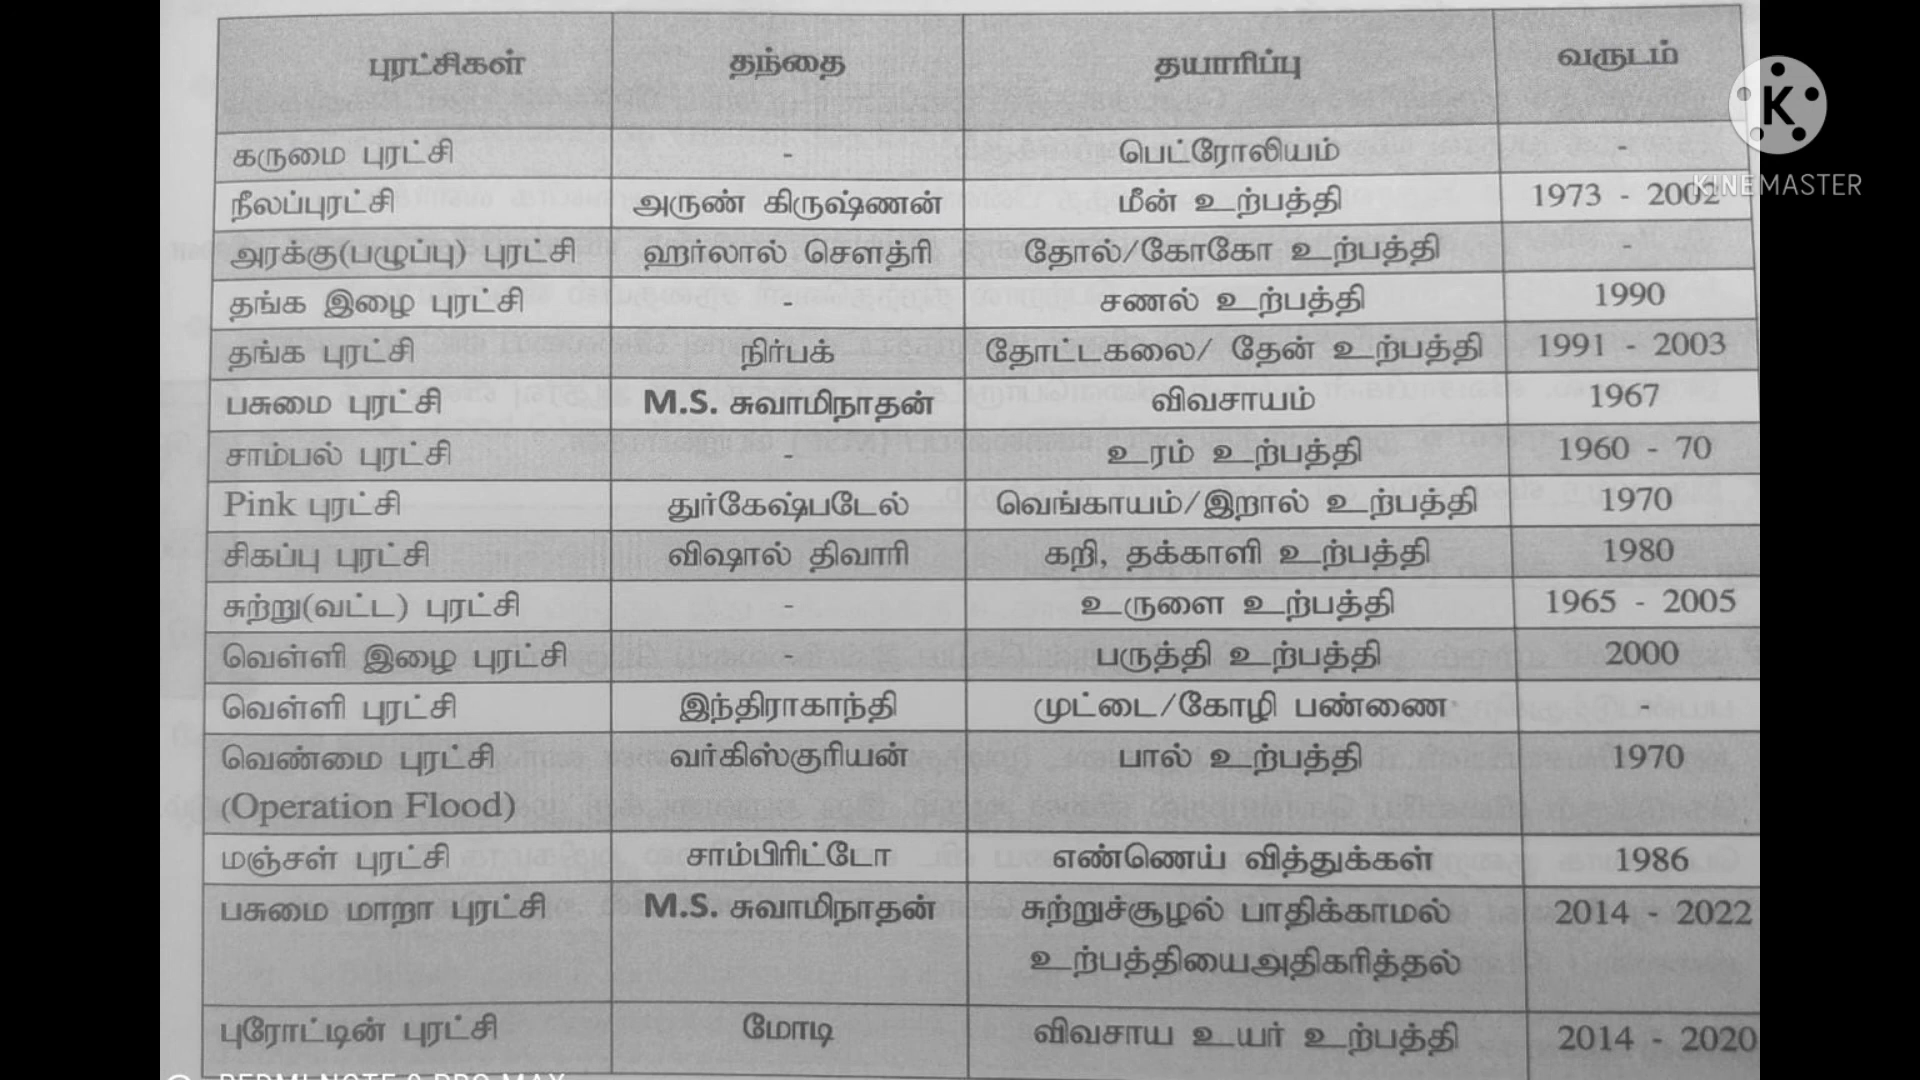 புரட்சிகள் தந்தை தயாரிப்பு வருடம்
கருமை புரட்சி - பெட்ரோலியம் -
நீலப்புரட்சி அருண் கிருஷ்ணன் மீன் உற்பத்தி 1973 - 2002
அரக்கு(பழுப்பு) புரட்சி ஹர்லால் சௌதரி தோல்/கோகோ உற்பத்தி -
தங்க இழை புரட்சி - சணல் உற்பத்தி 1990
தங்க புரட்சி நிர்பக் தோட்டகலை/ தேன் உற்பத்தி 1991 - 2003
பசுமை புரட்சி M.S. சுவாமிநாதன் விவசாயம் 1967
சாம்பல் புரட்சி - உரம் உற்பத்தி 1960 - 70
Pink புரட்சி துர்கேஷ்படேல் வெங்காயம்/இறால் உற்பத்தி 1970
சிகப்பு புரட்சி விஷால் திவாரி கறி, தக்காளி உற்பத்தி 1980
சுற்று(வட்ட) புரட்சி - உருளை உற்பத்தி 1965 - 2005
வெள்ளி இழை புரட்சி - பருத்தி உற்பத்தி 2000
வெள்ளி புரட்சி இந்திராகாந்தி முட்டை/கோழி பண்ணை -
வெண்மை புரட்சி வர்கிஸ்குரியன் பால் உற்பத்தி 1970
(Operation Flood)
மஞ்சள் புரட்சி சாம்பிரிட்டோ எண்ணெய் வித்துக்கள் 1986
பசுமை மாறா புரட்சி M.S. சுவாமிநாதன் சுற்றுச்சூழல் பாதிக்காமல் 2014 - 2022
உற்பத்தியைஅதிகரித்தல்
புரோட்டின் புரட்சி மோடி விவசாய உயர் உற்பத்தி 2014 - 2020
K
KINEMASTER
REDMI NOTE 9 PRO MAX